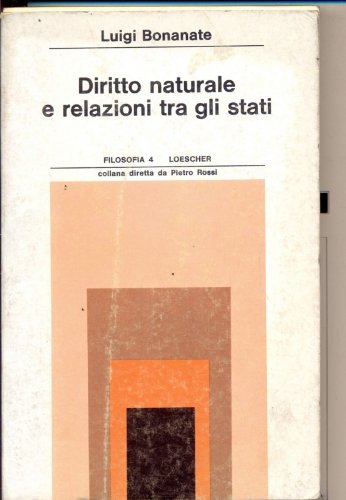 Luigi Bonanate
Diritto naturale
e relazioni tra gli stati
FILOSOFIA 4 LOESCHER
collana diretta da Pietro Rossi